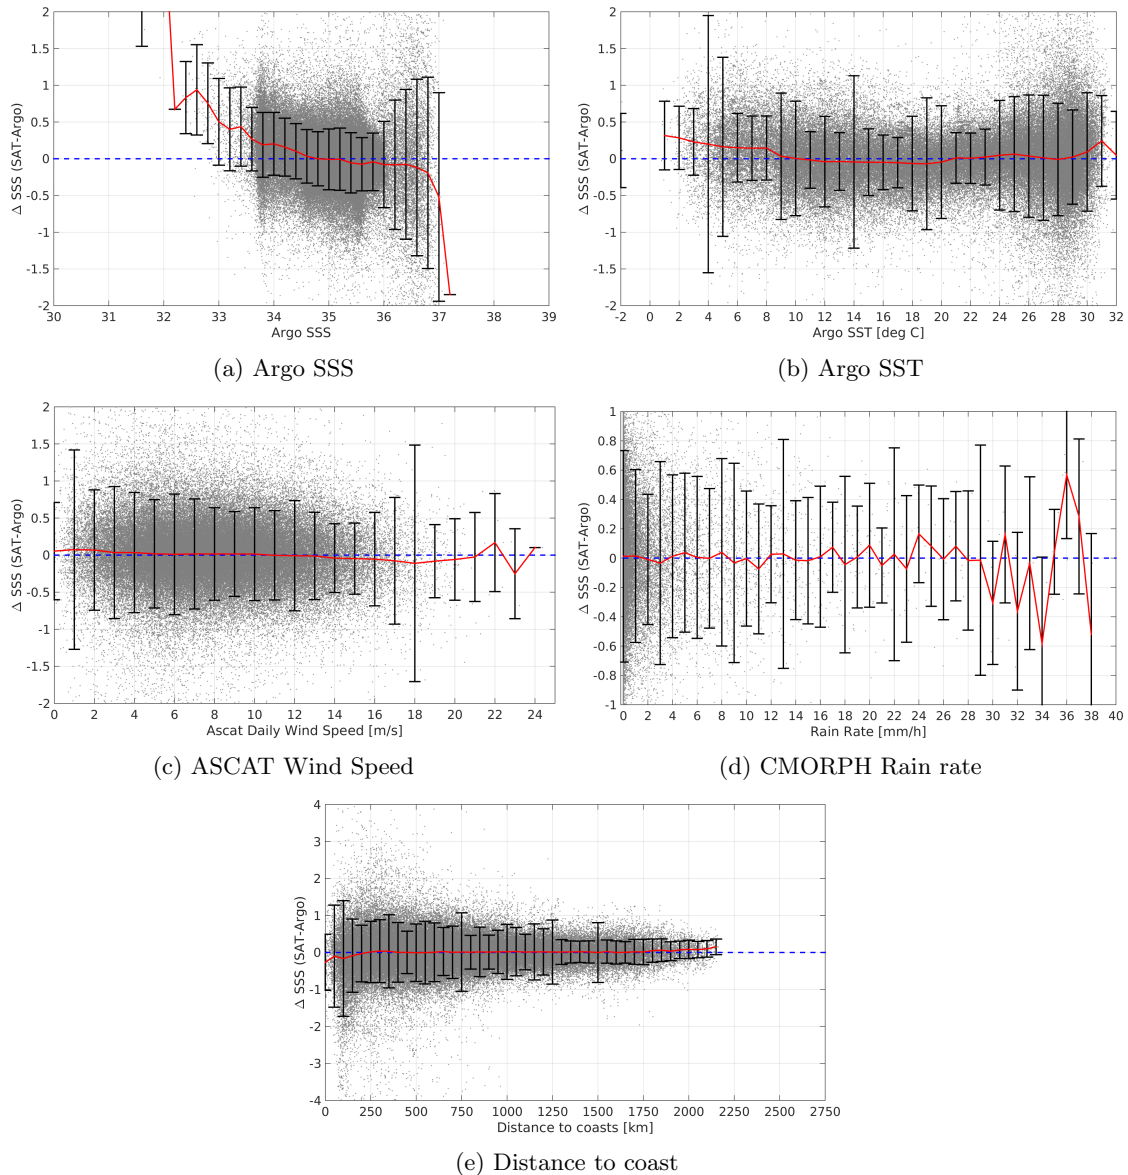 2
1.5
1
0.5
0
-0.5
-1
-1.5
-2
Δ SSS (SAT-Argo)
30 31 32 33 34 35 36 37 38 39
Argo SSS
(a) Argo SSS
2
1.5
1
0.5
0
-0.5
-1
-1.5
-2
Δ SSS (SAT-Argo)
-2 0 2 4 6 8 10 12 14 16 18 20 22 24 26 28 30 32
Argo SST [deg C]
(b) Argo SST
2
1.5
1
0.5
0
-0.5
-1
-1.5
-2
Δ SSS (SAT-Argo)
0 2 4 6 8 10 12 14 16 18 20 22 24
Ascat Daily Wind Speed [m/s]
(c) ASCAT Wind Speed
1
0.8
0.6
0.4
0.2
0
-0.2
-0.4
-0.6
-0.8
-1
Δ SSS (SAT-Argo)
0 2 4 6 8 10 12 14 16 18 20 22 24 26 28 30 32 34 36 38 40
Rain Rate [mm/h]
(d) CMORPH Rain rate
4
3
2
1
0
-1
-2
-3
-4
Δ SSS (SAT-Argo)
0 250 500 750 1000 1250 1500 1750 2000 2250 2500 2750
Distance to coasts [km]
(e) Distance to coast